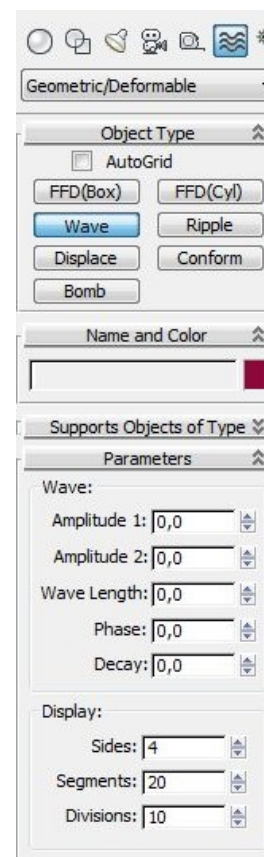 Geometric/Deformable
Object Type
AutoGrid
FFD(Box) FFD(Cyl)
Wave Ripple
Displace Conform
Bomb
Name and Color
Supports Objects of Type
Parameters
Wave:
Amplitude 1: 0,0
Amplitude 2: 0,0
Wave Length: 0,0
Phase: 0,0
Decay: 0,0
Display:
Sides: 4
Segments: 20
Divisions: 10